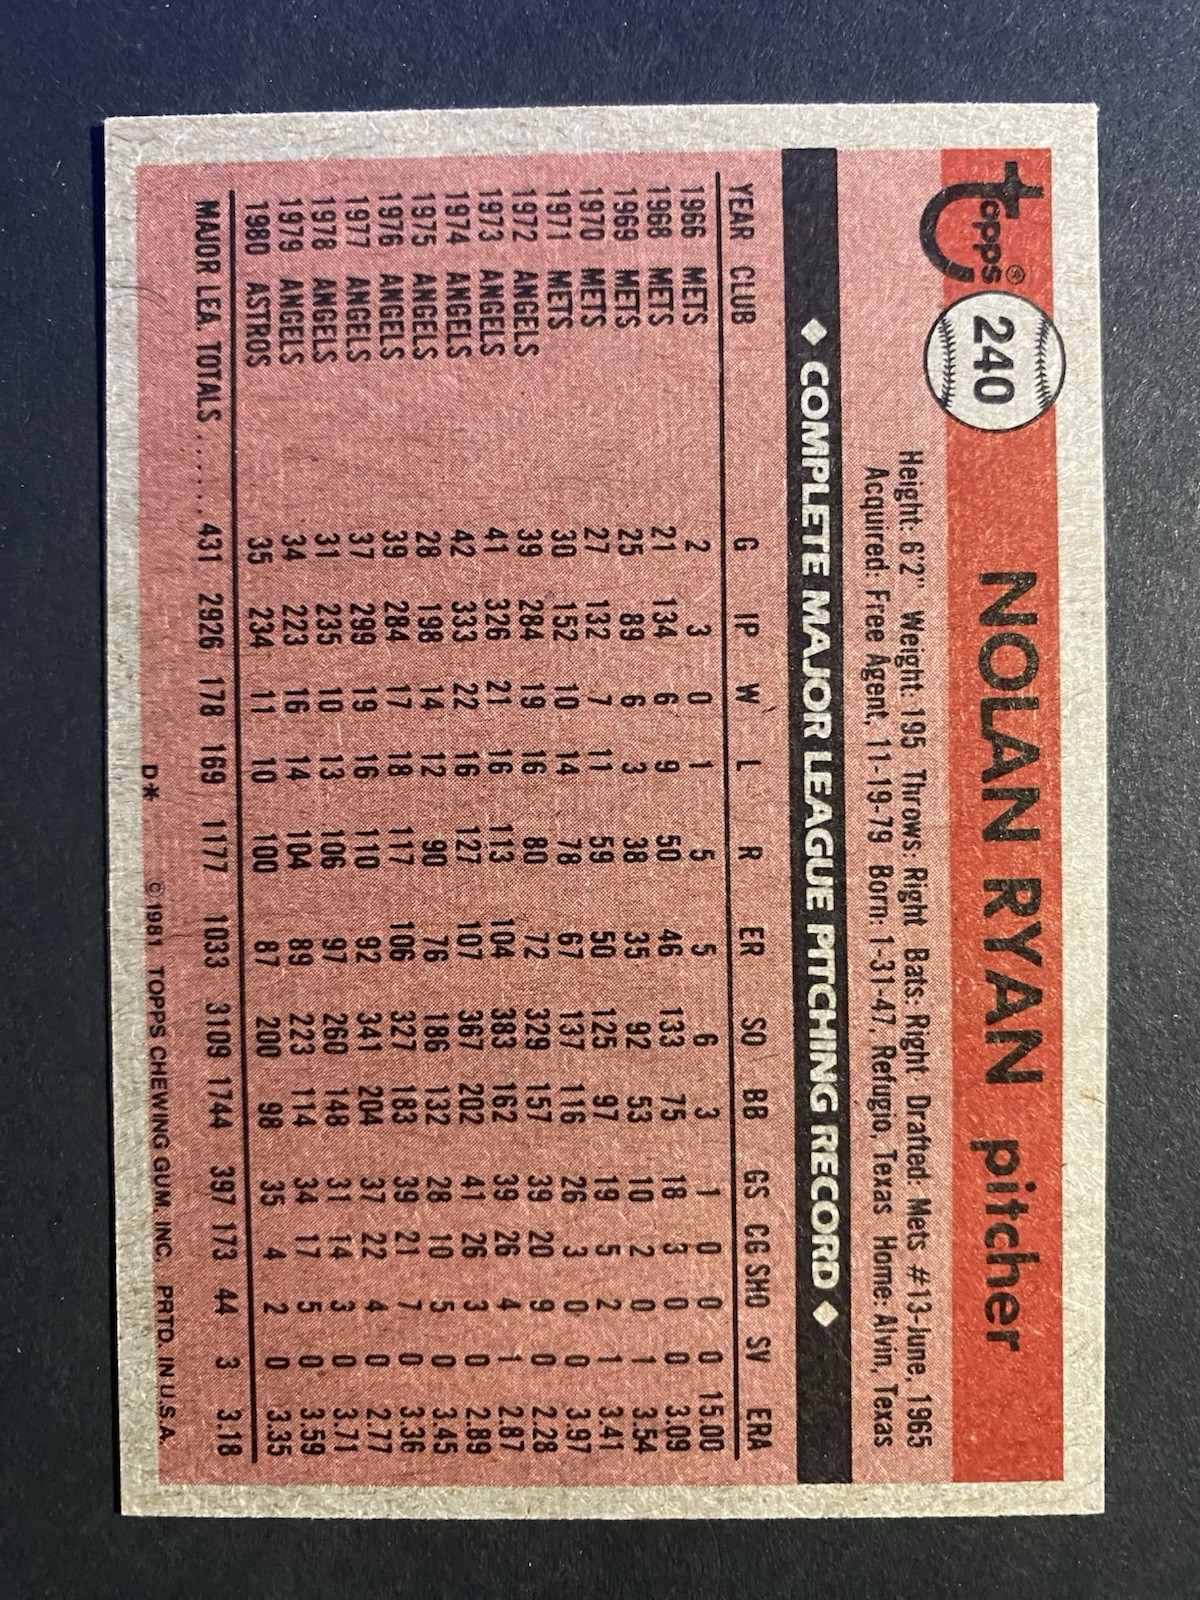 topps® 240 NOLAN RYAN pitcher
Height: 6'2" Weight: 195 Throws: Right Bats: Right Drafted: Mets #13-June, 1965
Acquired: Free Agent, 11-19-79 Born: 1-31-47, Refugio, Texas Home: Alvin, Texas
◆ COMPLETE MAJOR LEAGUE PITCHING RECORD ◆
YEAR CLUB G IP W L R ER SO BB GS CG SHO SV ERA
1966 METS 2 3 0 1 5 5 6 3 1 0 0 0 15.00
1968 METS 21 134 6 9 50 46 133 75 18 3 0 0 3.09
1969 METS 25 89 6 3 38 35 92 53 10 2 0 1 3.54
1970 METS 27 132 7 11 59 50 125 97 19 5 2 1 3.41
1971 METS 30 152 10 14 78 67 137 116 26 3 0 0 3.97
1972 ANGELS 39 284 19 16 80 72 329 157 39 20 9 0 2.28
1973 ANGELS 41 326 21 16 113 104 383 162 39 26 4 1 2.87
1974 ANGELS 42 333 22 16 127 107 367 202 41 26 3 0 2.89
1975 ANGELS 28 198 14 12 90 76 186 132 28 10 5 0 3.45
1976 ANGELS 39 284 17 18 117 106 327 183 39 21 7 0 3.36
1977 ANGELS 37 299 19 16 110 92 341 204 37 22 4 0 2.77
1978 ANGELS 31 235 10 13 106 97 260 148 31 14 3 0 3.71
1979 ANGELS 34 223 16 14 104 89 223 114 34 17 5 0 3.59
1980 ASTROS 35 234 11 10 100 87 200 98 35 4 2 0 3.35
MAJOR LEA. TOTALS ....... 431 2926 178 169 1177 1033 3109 1744 397 173 44 3 3.18
D* © 1981 TOPPS CHEWING GUM, INC. PRTD. IN U.S.A.